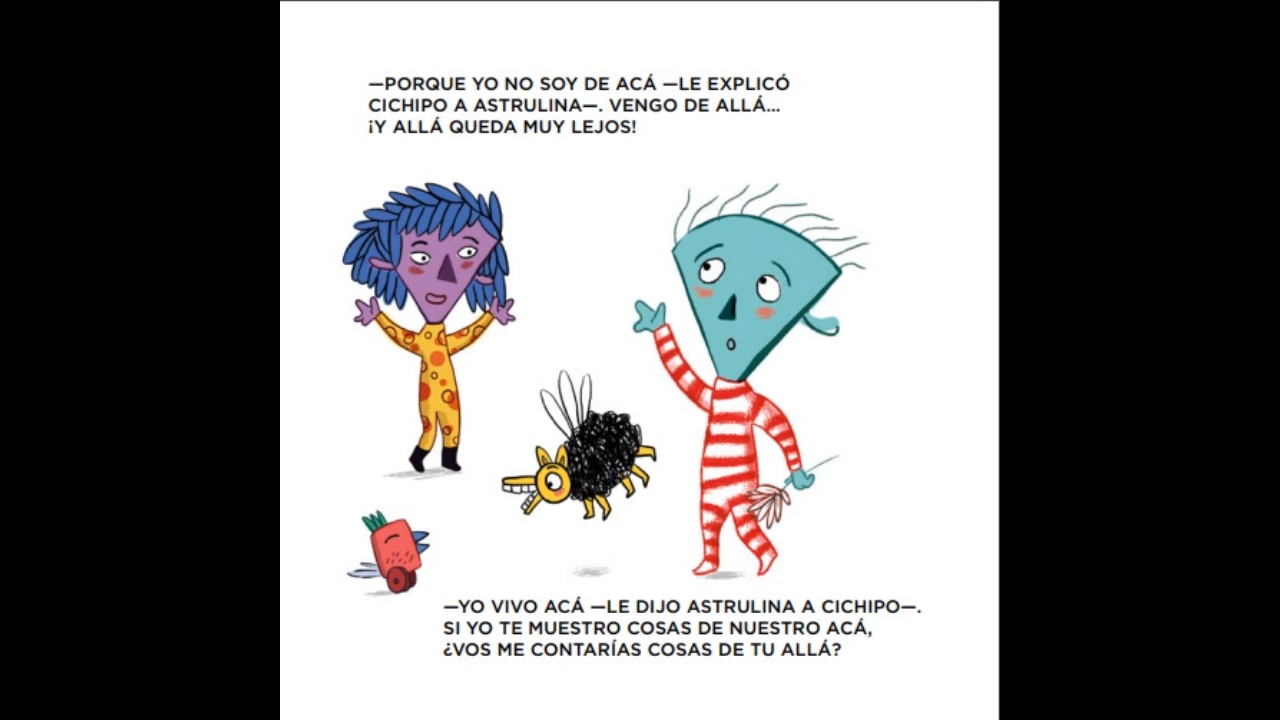 —PORQUE YO NO SOY DE ACÁ —LE EXPLICÓ
CICHIPO A ASTRULINA—. VENGO DE ALLÁ...
¡Y ALLÁ QUEDA MUY LEJOS!
—YO VIVO ACÁ —LE DIJO ASTRULINA A CICHIPO—.
SI YO TE MUESTRO COSAS DE NUESTRO ACÁ,
¿VOS ME CONTARÍAS COSAS DE TU ALLÁ?